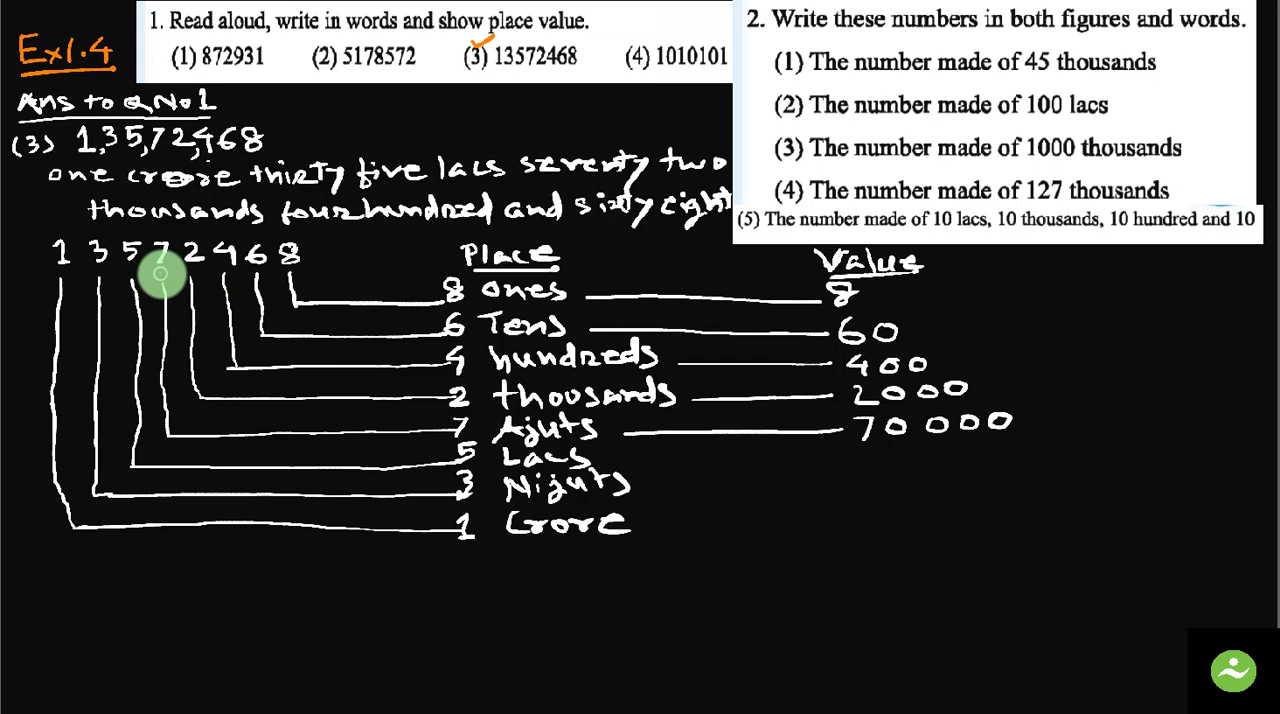 Ex1.4
1. Read aloud, write in words and show place value.
(1) 872931 (2) 5178572 (3) 13572468 (4) 1010101
2. Write these numbers in both figures and words.
(1) The number made of 45 thousands
(2) The number made of 100 lacs
(3) The number made of 1000 thousands
(4) The number made of 127 thousands
(5) The number made of 10 lacs, 10 thousands, 10 hundred and 10
Ans to Q No 1
(3) 1,35,72,468
one crore thirty five lacs seventy two
thousands four hundred and sixty eight
1 3 5 7 2 4 6 8 Place Value
8 ones 8
6 Tens 60
4 hundreds 400
2 thousands 2000
7 Ajuts 70000
5 Lacs
3 Nijuts
1 Crore